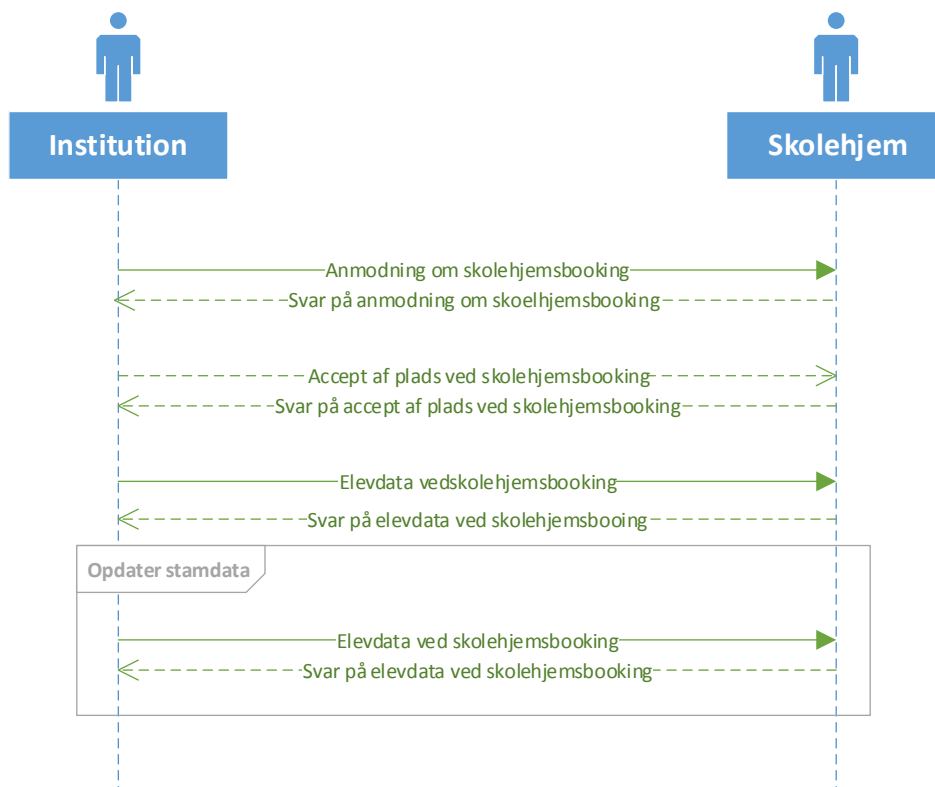 Institution
Skolehjem
Anmodning om skolehjemsbooking
Svar på anmodning om skoelhjemsbooking
Accept af plads ved skolehjemsbooking
Svar på accept af plads ved skolehjemsbooking
Elevdata vedskolehjemsbooking
Svar på elevdata ved skolehjemsbooing
Opdater stamdata
Elevdata ved skolehjemsbooking
Svar på elevdata ved skolehjemsbooking